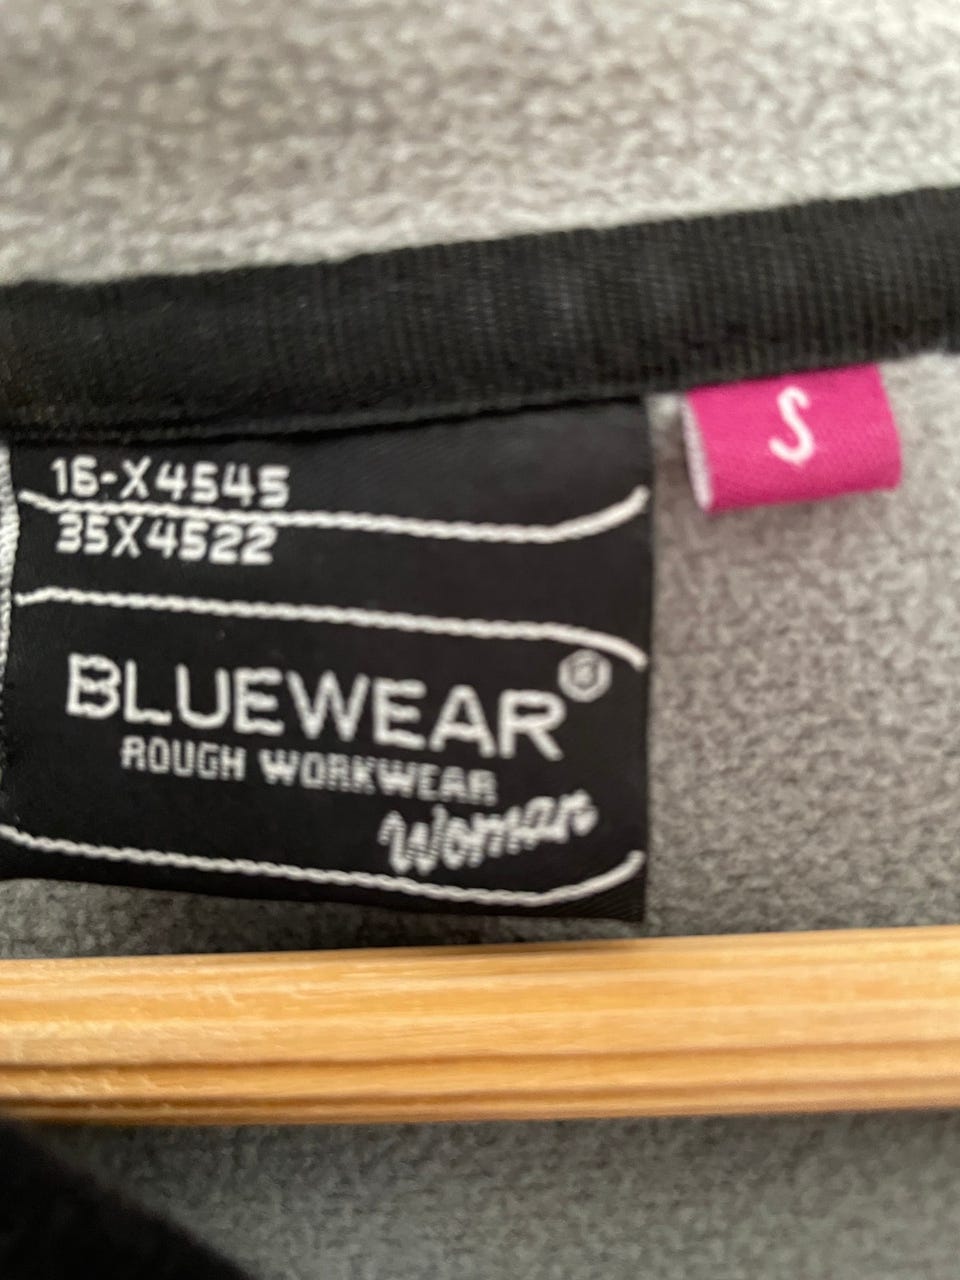 16-X4545
35X4522
BLUEWEAR®
ROUGH WORKWEAR
Woman
S